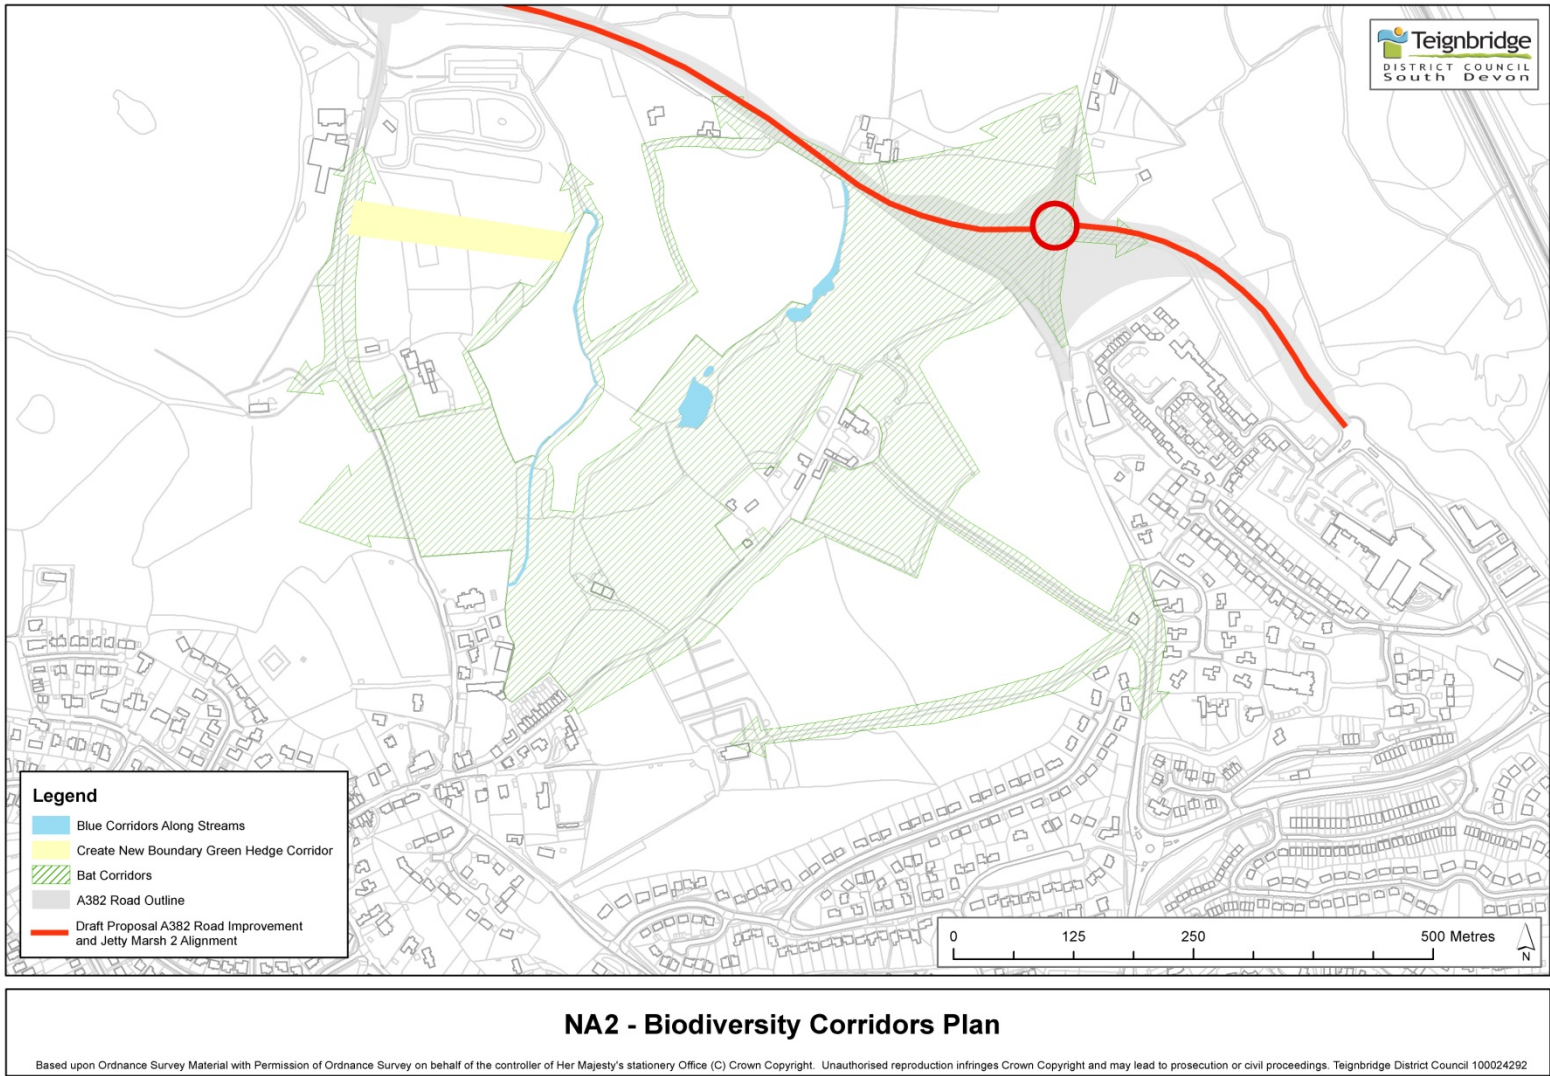 Teignbridge
DISTRICT COUNCIL
South Devon
Legend
Blue Corridors Along Streams
Create New Boundary Green Hedge Corridor
Bat Corridors
A382 Road Outline
Draft Proposal A382 Road Improvement
and Jetty Marsh 2 Alignment
0 125 250 500 Metres
N
NA2 - Biodiversity Corridors Plan
Based upon Ordnance Survey Material with Permission of Ordnance Survey on behalf of the controller of Her Majesty's stationery Office (C) Crown Copyright. Unauthorised reproduction infringes Crown Copyright and may lead to prosecution or civil proceedings. Teignbridge District Council 100024292